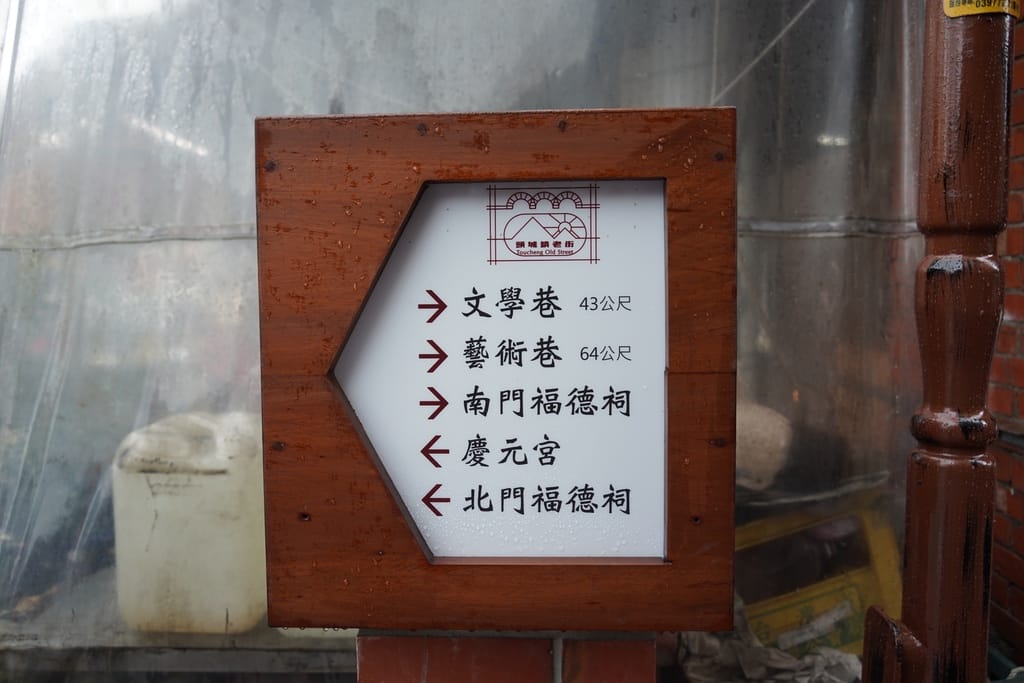 頭城鎮老街
Toucheng Old Street
→ 文學巷 43公尺
→ 藝術巷 64公尺
→ 南門福德祠
← 慶元宮
← 北門福德祠